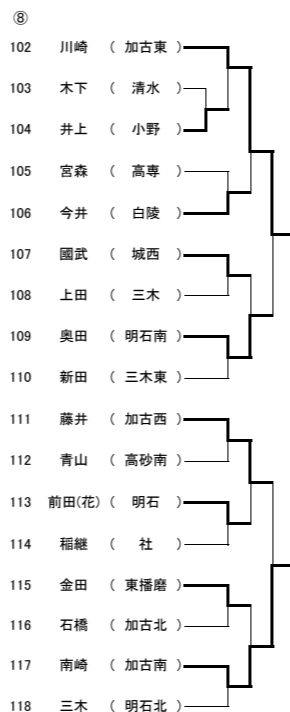 ⑧
102 川崎 ( 加古東 )
103 木下 ( 清水 )
104 井上 ( 小野 )
105 宮森 ( 高専 )
106 今井 ( 白陵 )
107 國武 ( 城西 )
108 上田 ( 三木 )
109 奥田 ( 明石南 )
110 新田 ( 三木東 )
111 藤井 ( 加古西 )
112 青山 ( 高砂南 )
113 前田(花) ( 明石 )
114 稲継 ( 社 )
115 金田 ( 東播磨 )
116 石橋 ( 加古北 )
117 南崎 ( 加古南 )
118 三木 ( 明石北 )